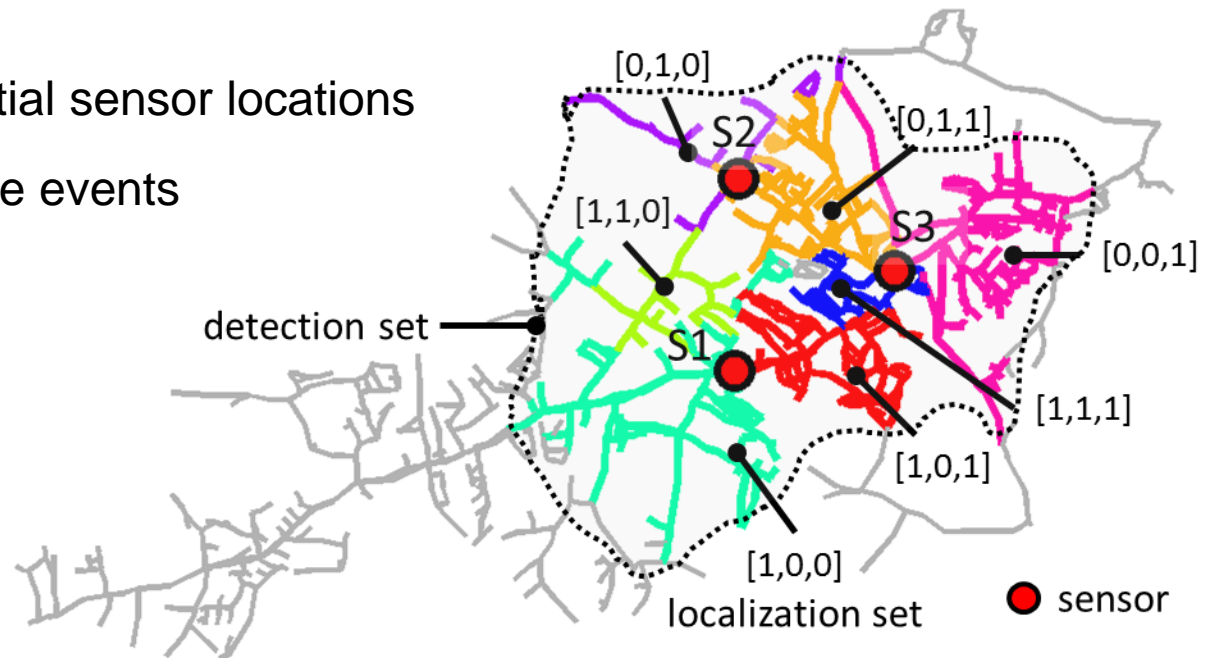 tial sensor locations
e events
[0,1,0]
S2
[0,1,1]
[1,1,0]
S3
[0,0,1]
detection set
S1
[1,1,1]
[1,0,1]
[1,0,0]
localization set
sensor